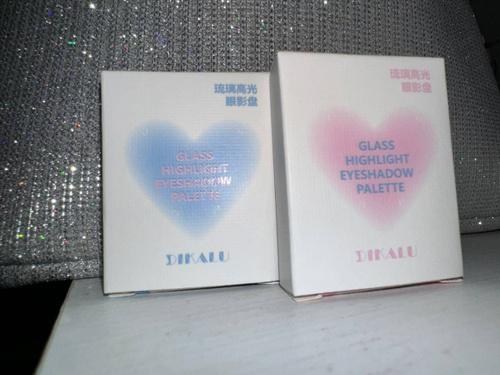 琉璃高光
眼影盘
GLASS
HIGHLIGHT
EYESHADOW
PALETTE
DIKALU
琉璃高光
眼影盘
GLASS
HIGHLIGHT
EYESHADOW
PALETTE
DIKALU